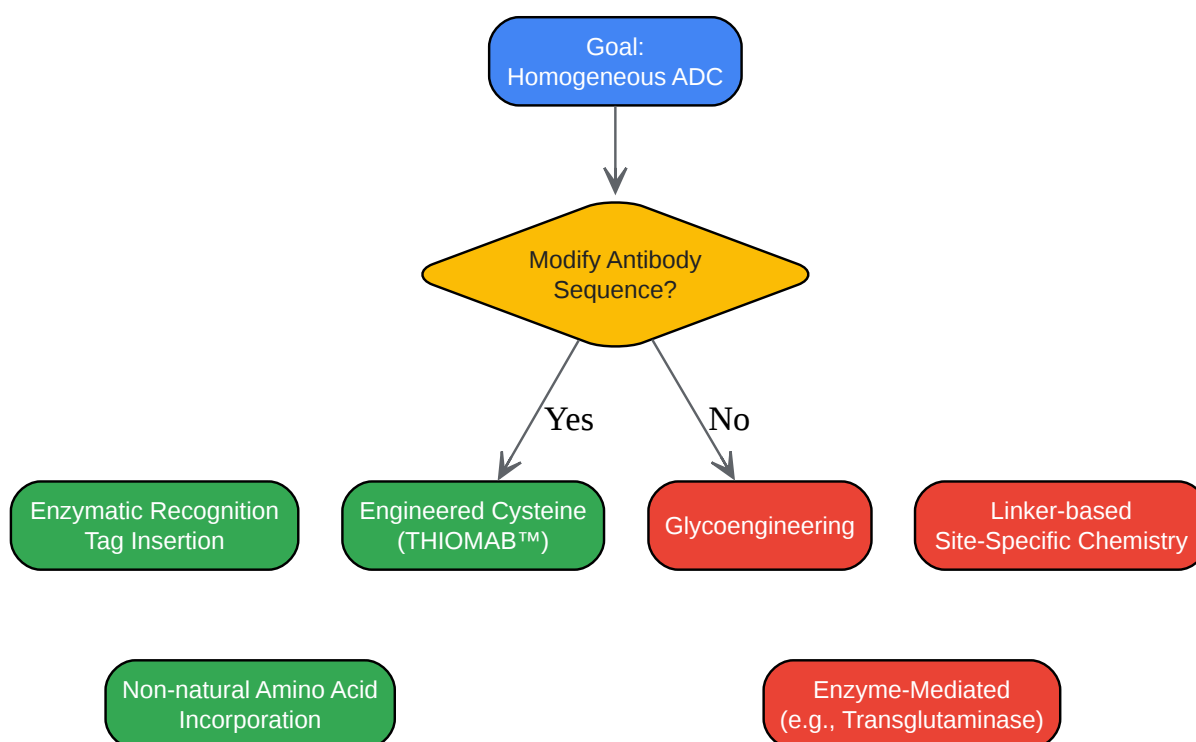 Goal:
Homogeneous ADC
Modify Antibody
Sequence?
Yes
No
Enzymatic Recognition
Tag Insertion
Engineered Cysteine
(THIOMAB™)
Glycoengineering
Linker-based
Site-Specific Chemistry
Non-natural Amino Acid
Incorporation
Enzyme-Mediated
(e.g., Transglutaminase)